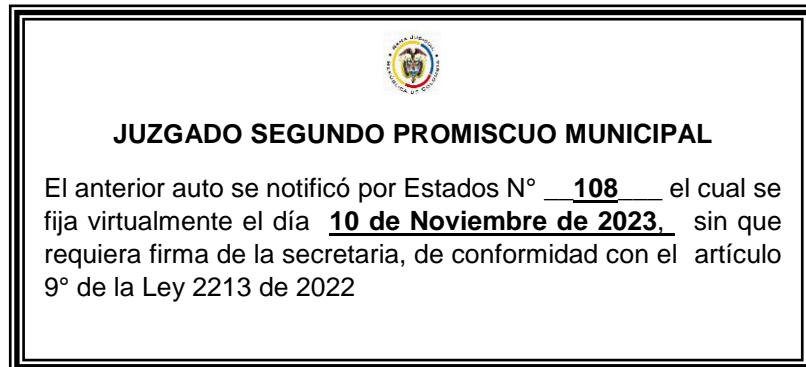 JUZGADO SEGUNDO PROMISCUO MUNICIPAL
El anterior auto se notificó por Estados N° __108___ el cual se
fija virtualmente el día 10 de Noviembre de 2023, sin que
requiera firma de la secretaria, de conformidad con el artículo
9° de la Ley 2213 de 2022